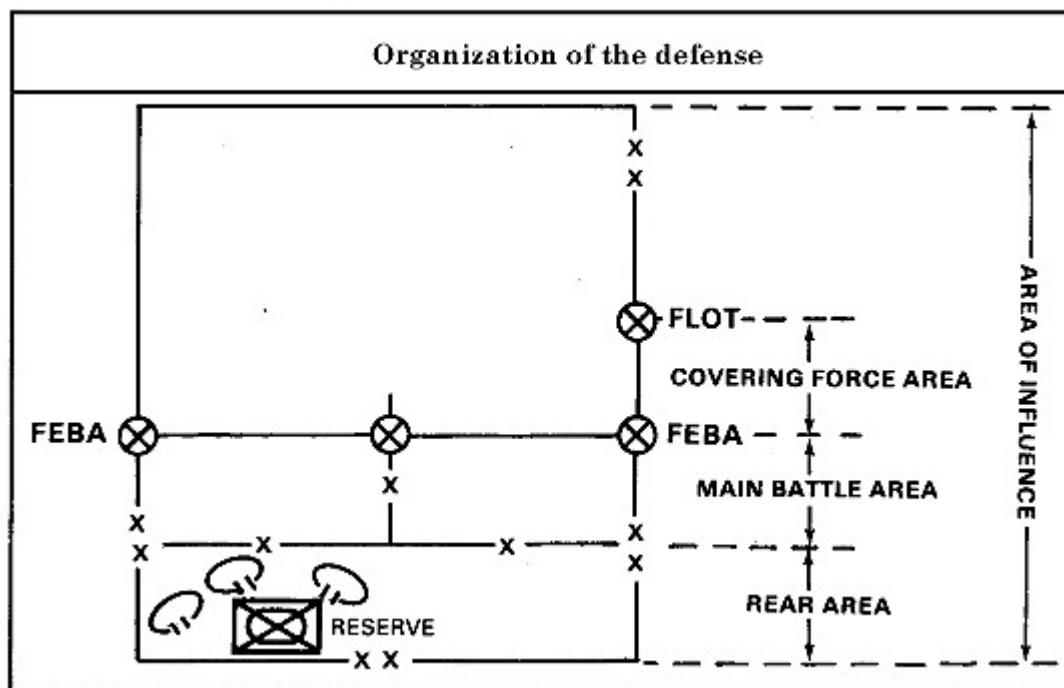 Organization of the defense
X
X
FLOT
COVERING FORCE AREA
AREA OF INFLUENCE
FEBA
FEBA
X
MAIN BATTLE AREA
X
X
X
X
X
X
REAR AREA
RESERVE
XX